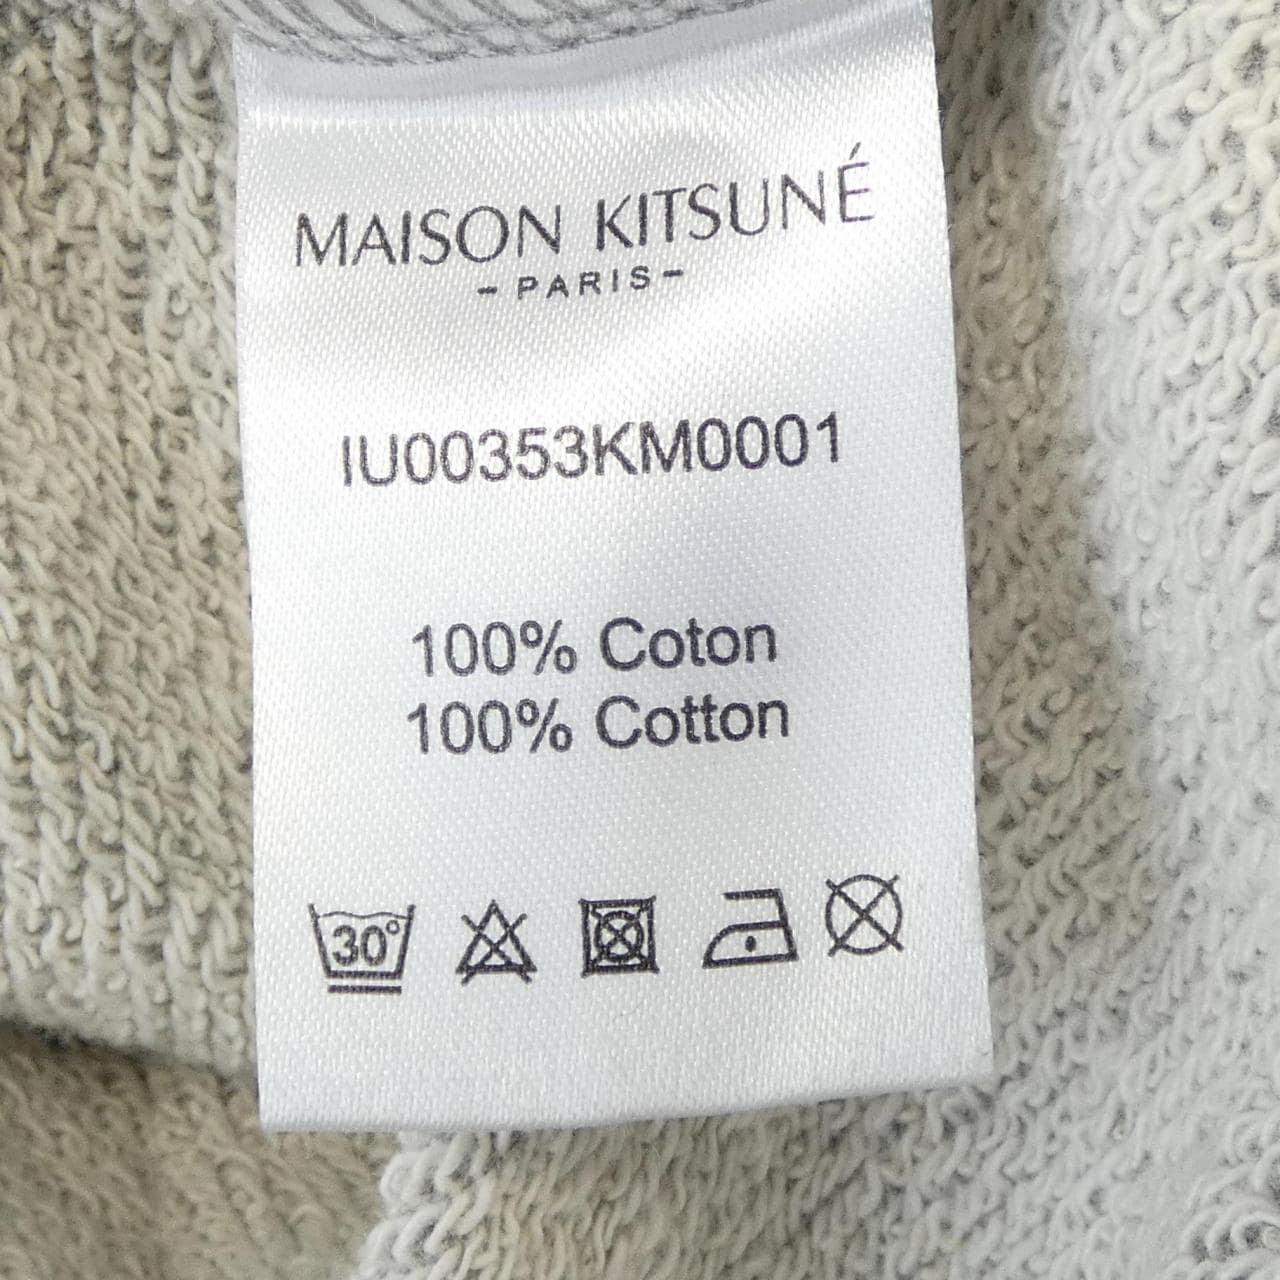 MAISON KITSUNÉ
- PARIS -
IU00353KM0001
100% Coton
100% Cotton
30°